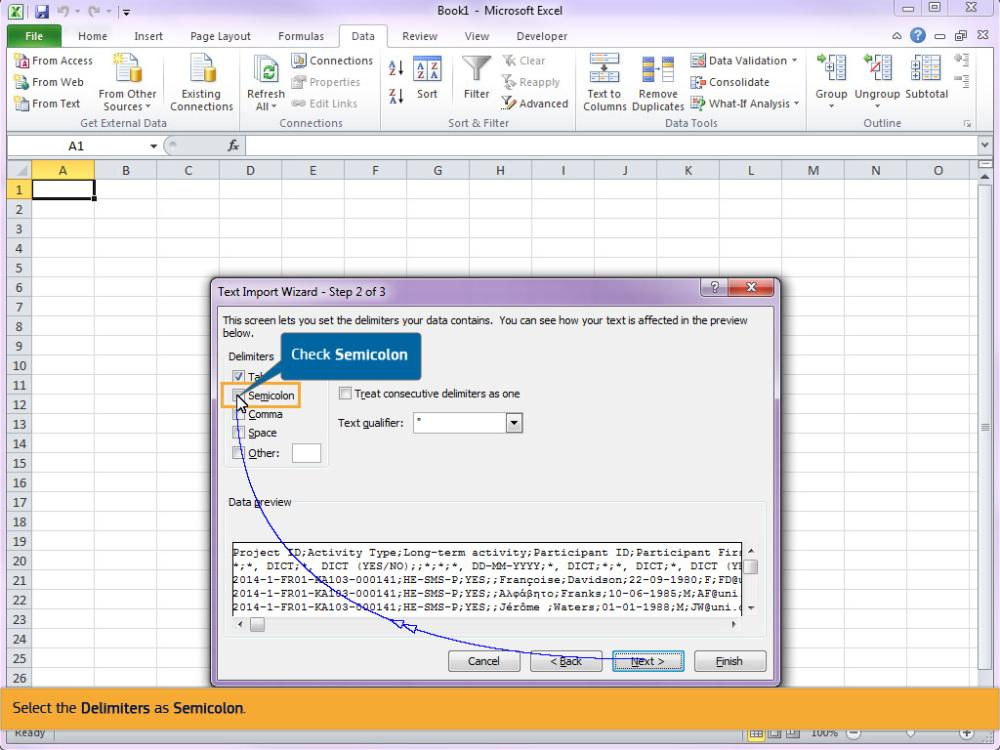 Book1 - Microsoft Excel
File Home Insert Page Layout Formulas Data Review View Developer
From Access
From Web
From Text
From Other Sources
Existing Connections
Get External Data
Refresh All
Connections
Properties
Edit Links
Connections
Sort
Filter
Clear
Reapply
Advanced
Sort & Filter
Text to Columns
Remove Duplicates
Data Validation
Consolidate
What-If Analysis
Data Tools
Group
Ungroup
Subtotal
Outline
A1
fx
A B C D E F G H I J K L M N O
1
2
3
4
5
6
7
8
9
10
11
12
13
14
15
16
17
18
19
20
21
22
23
24
25
26
Text Import Wizard - Step 2 of 3
This screen lets you set the delimiters your data contains. You can see how your text is affected in the preview
below.
Delimiters
Check Semicolon
Semicolon
Comma
Space
Other:
Treat consecutive delimiters as one
Text qualifier: "
Data preview
Project ID;Activity Type;Long-term activity;Participant ID;Participant
*;*, DICT;*, DICT (YES/NO);;*;*;*, DD-MM-YYYY;*, DICT;*;*, DICT;*, DICT
2014-1-FR01-KA103-000141;HE-SMS-P;YES;;Françoise;Davidson;22-09-1980;F;
2014-1-FR01-KA103-000141;HE-SMS-P;YES;;Αλφάβητο;Franks;10-06-1985;M;AF@uni
2014-1-FR01-KA103-000141;HE-SMS-P;YES;;Jérôme ;Waters;01-01-1988;M;JW@uni.
Cancel
< Back
Next >
Finish
Select the Delimiters as Semicolon.
Ready
100%